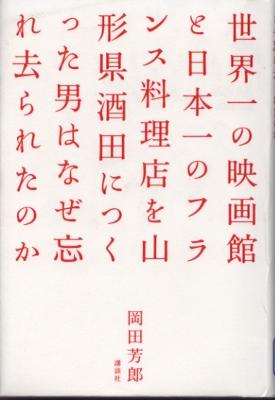 世界一の映画館
と日本一のフラ
ンス料理店を山
形県酒田につく
った男はなぜ忘
れ去られたのか
岡田芳郎
講談社